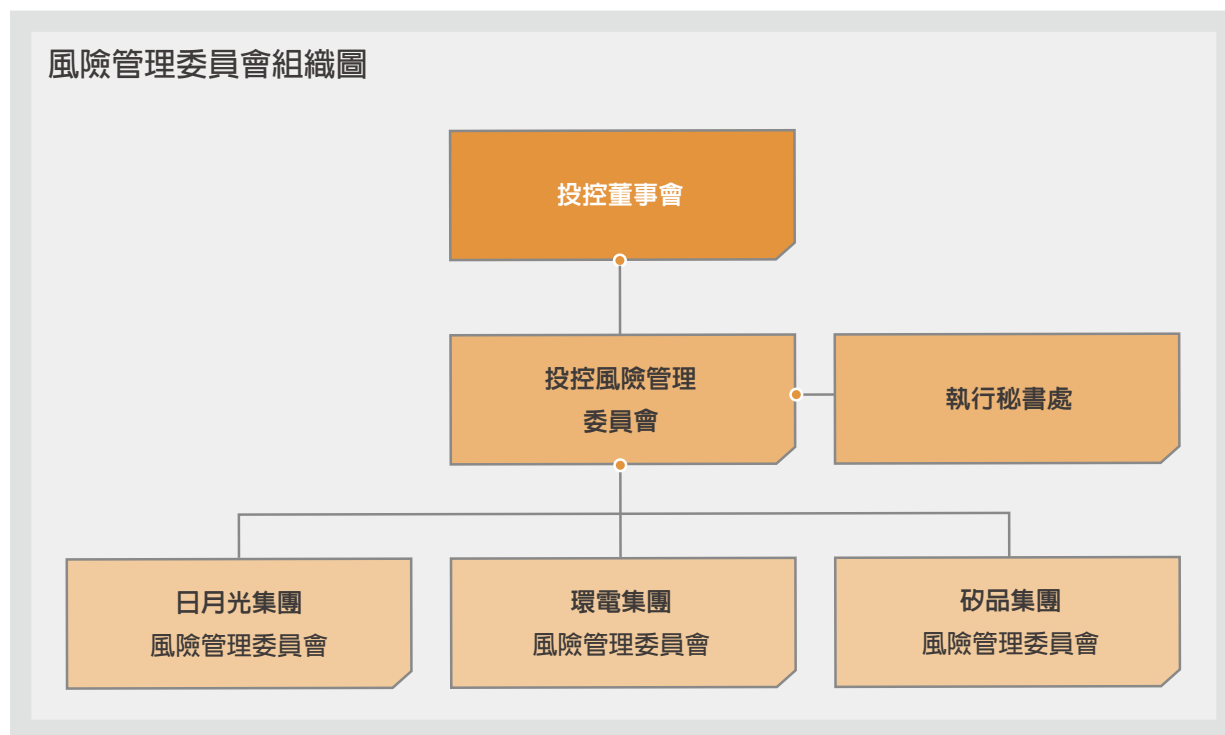 風險管理委員會組織圖
投控董事會
投控風險管理
委員會
執行秘書處
日月光集團
風險管理委員會
環電集團
風險管理委員會
矽品集團
風險管理委員會